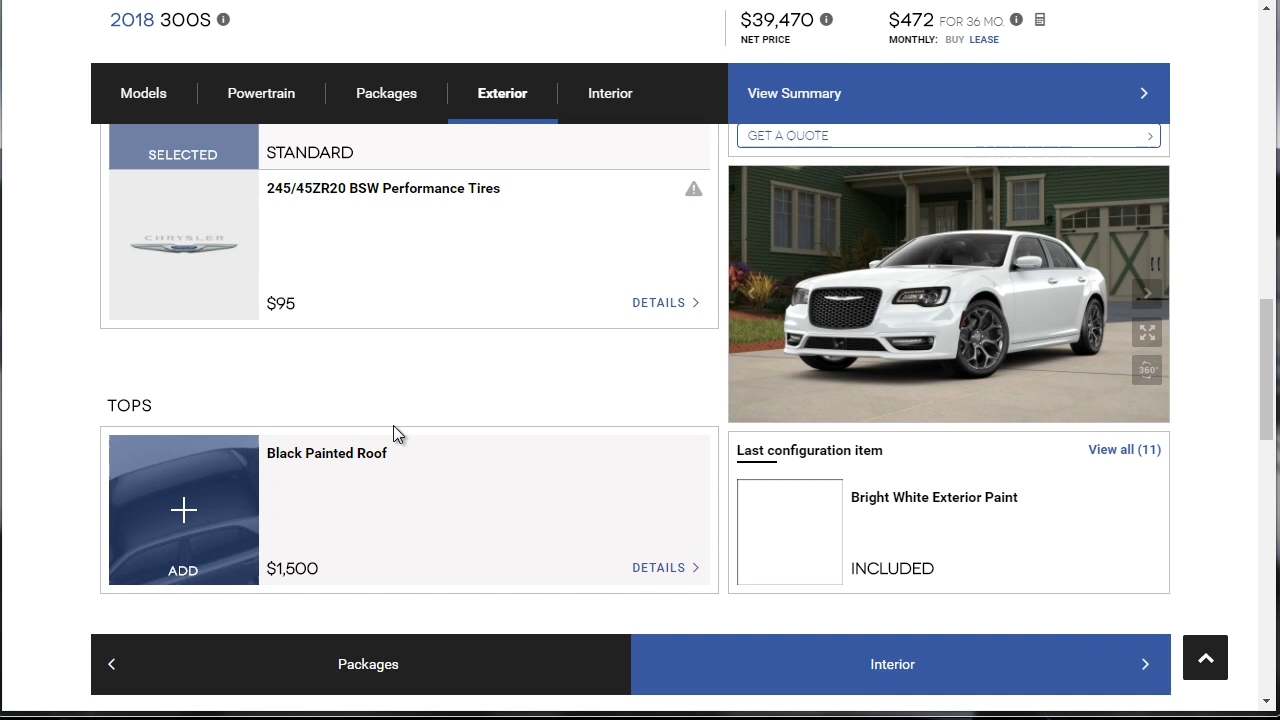 2018 300S
$39,470
NET PRICE
$472 FOR 36 MO.
MONTHLY: BUY LEASE
Models
Powertrain
Packages
Exterior
Interior
View Summary
GET A QUOTE
SELECTED
STANDARD
245/45ZR20 BSW Performance Tires
CHRYSLER
$95
DETAILS
360°
TOPS
Black Painted Roof
ADD
$1,500
DETAILS
Last configuration item
View all (11)
Bright White Exterior Paint
INCLUDED
Packages
Interior